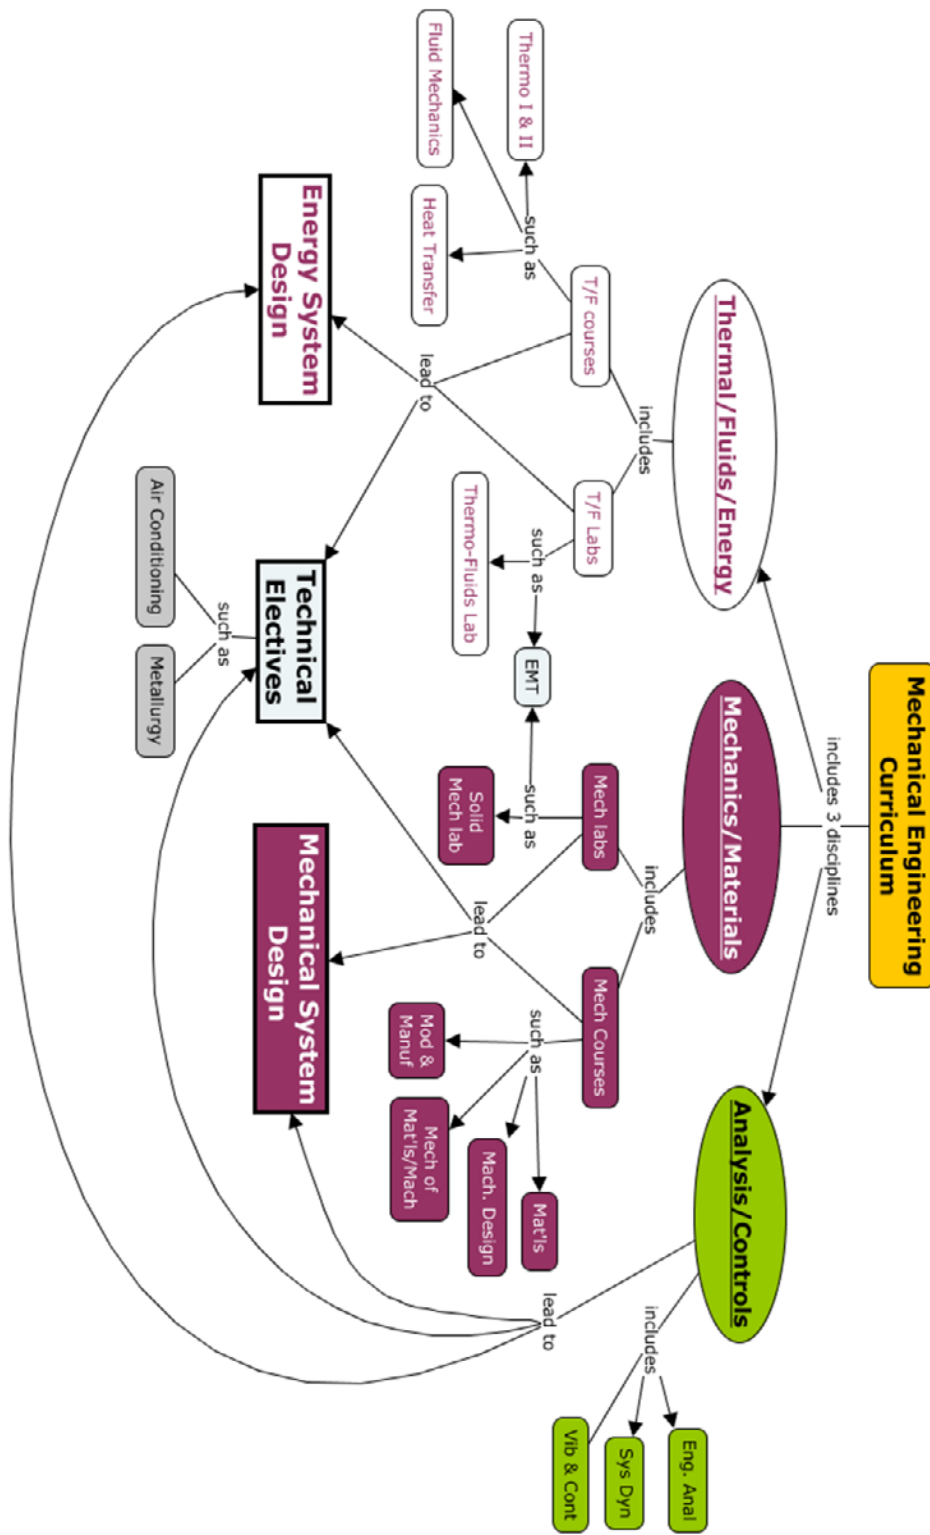 Mechanical Engineering
Curriculum
includes 3 disciplines
Thermal/Fluids/Energy
Mechanics/Materials
Analysis/Controls
includes
includes
includes
T/F courses
T/F Labs
Mech labs
Mech Courses
Eng. Anal
Sys Dyn
Vib & Cont
such as
such as
such as
such as
Thermo I & II
Fluid Mechanics
Heat Transfer
Thermo-Fluids Lab
EMT
Solid
Mech lab
Mod &
Manuf
Mech of
Mat'ls/Mach
Mach. Design
Mat'ls
lead to
lead to
lead to
Energy System
Design
Technical
Electives
Mechanical System
Design
such as
Air Conditioning
Metallurgy